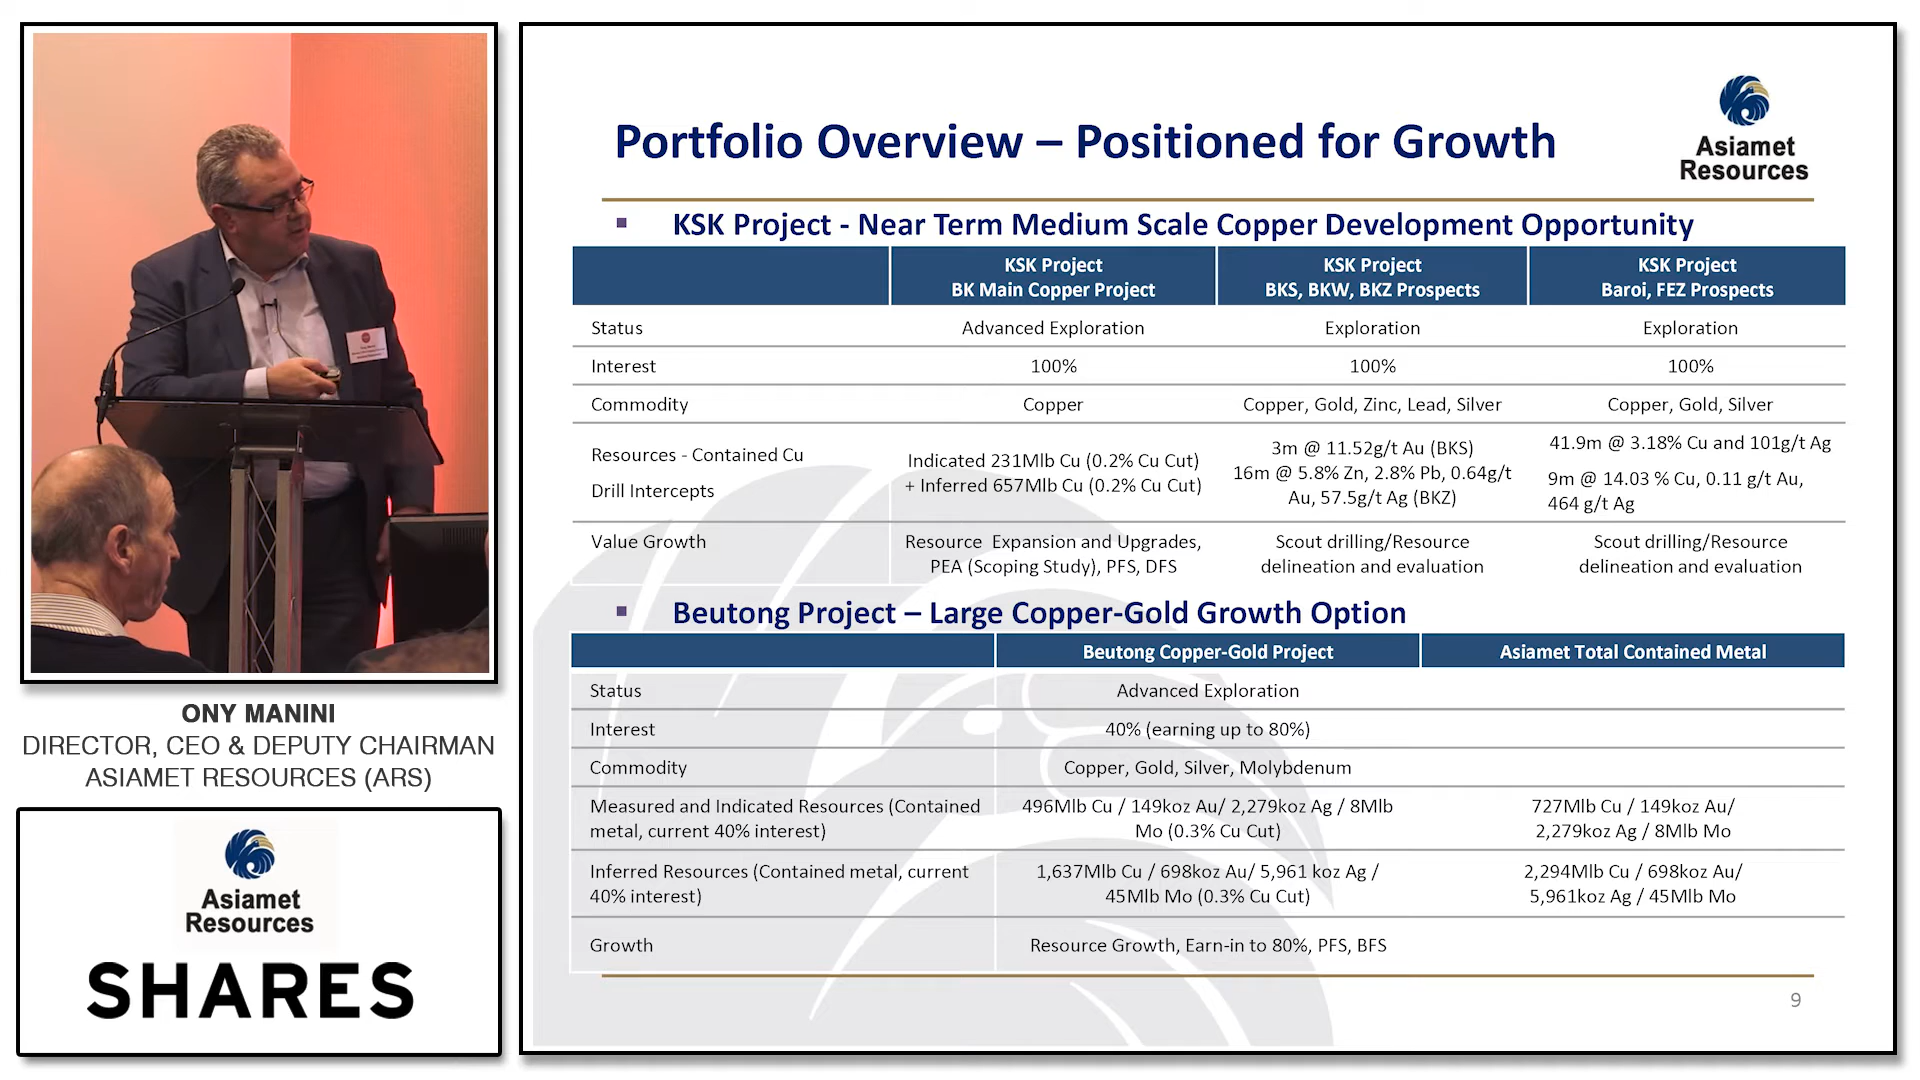 Portfolio Overview – Positioned for Growth
Asiamet
Resources
▪ KSK Project - Near Term Medium Scale Copper Development Opportunity
KSK Project
BK Main Copper Project
KSK Project
BKS, BKW, BKZ Prospects
KSK Project
Baroi, FEZ Prospects
Status
Advanced Exploration
Exploration
Exploration
Interest
100%
100%
100%
Commodity
Copper
Copper, Gold, Zinc, Lead, Silver
Copper, Gold, Silver
Resources - Contained Cu
Drill Intercepts
Indicated 231Mlb Cu (0.2% Cu Cut)
+ Inferred 657Mlb Cu (0.2% Cu Cut)
3m @ 11.52g/t Au (BKS)
16m @ 5.8% Zn, 2.8% Pb, 0.64g/t
Au, 57.5g/t Ag (BKZ)
41.9m @ 3.18% Cu and 101g/t Ag
9m @ 14.03 % Cu, 0.11 g/t Au,
464 g/t Ag
Value Growth
Resource Expansion and Upgrades,
PEA (Scoping Study), PFS, DFS
Scout drilling/Resource
delineation and evaluation
Scout drilling/Resource
delineation and evaluation
▪ Beutong Project – Large Copper-Gold Growth Option
Beutong Copper-Gold Project
Asiamet Total Contained Metal
Status
Advanced Exploration
Interest
40% (earning up to 80%)
Commodity
Copper, Gold, Silver, Molybdenum
Measured and Indicated Resources (Contained
metal, current 40% interest)
496Mlb Cu / 149koz Au/ 2,279koz Ag / 8Mlb
Mo (0.3% Cu Cut)
727Mlb Cu / 149koz Au/
2,279koz Ag / 8Mlb Mo
Inferred Resources (Contained metal, current
40% interest)
1,637Mlb Cu / 698koz Au/ 5,961 koz Ag /
45Mlb Mo (0.3% Cu Cut)
2,294Mlb Cu / 698koz Au/
5,961koz Ag / 45Mlb Mo
Growth
Resource Growth, Earn-in to 80%, PFS, BFS
9
ONY MANINI
DIRECTOR, CEO & DEPUTY CHAIRMAN
ASIAMET RESOURCES (ARS)
Asiamet
Resources
SHARES